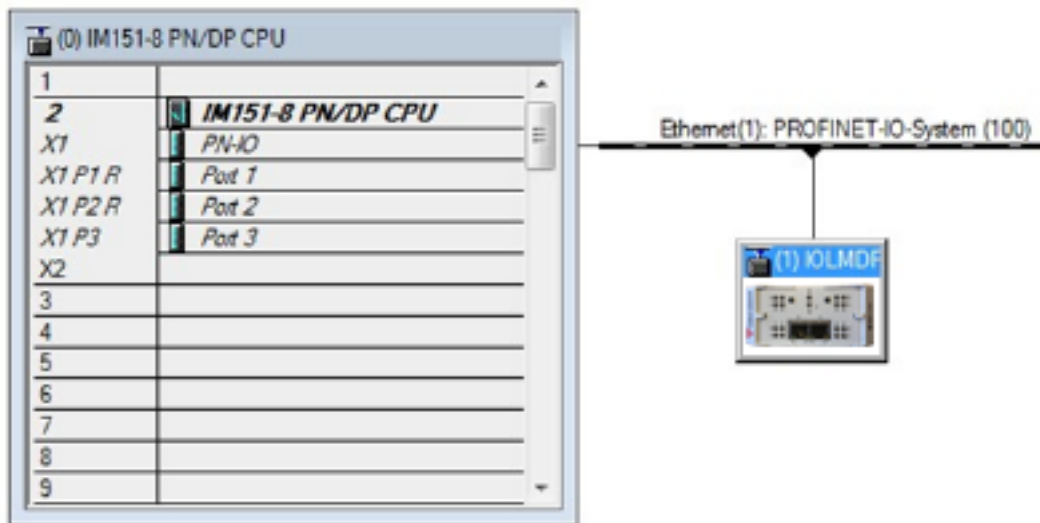 (0) IM151-8 PN/DP CPU
1
2 IM151-8 PN/DP CPU
X1 PN-IO
X1 P1 R Port 1
X1 P2 R Port 2
X1 P3 Port 3
X2
3
4
5
6
7
8
9
Ethernet(1): PROFINET-IO-System (100)
(1) IOLMDF